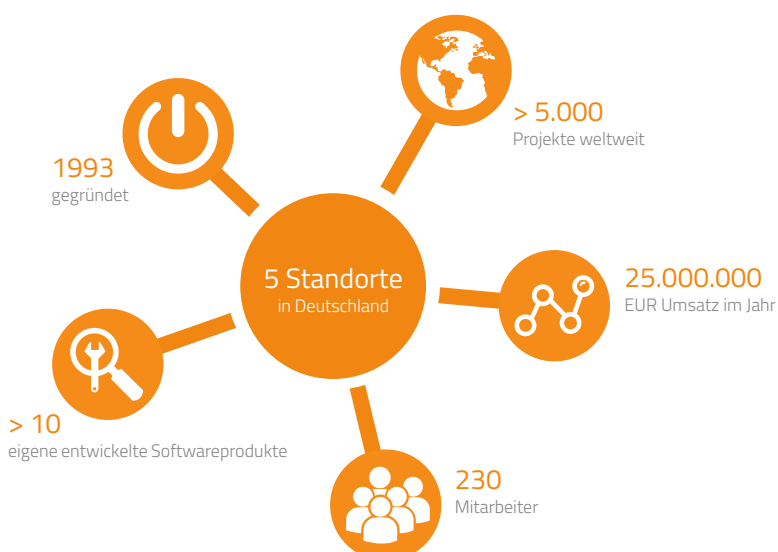 > 5.000
Projekte weltweit
1993
gegründet
5 Standorte
in Deutschland
25.000.000
EUR Umsatz im Jahr
> 10
eigene entwickelte Softwareprodukte
230
Mitarbeiter